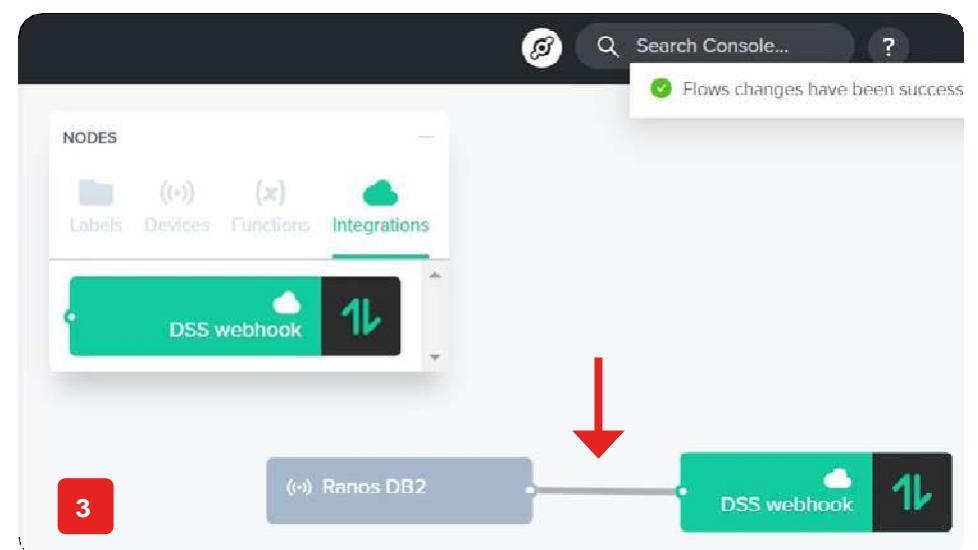 Search Console...
?
Flows changes have been success
NODES
Labels Devices Functions Integrations
DSS webhook
Ranos DB2
DSS webhook
3